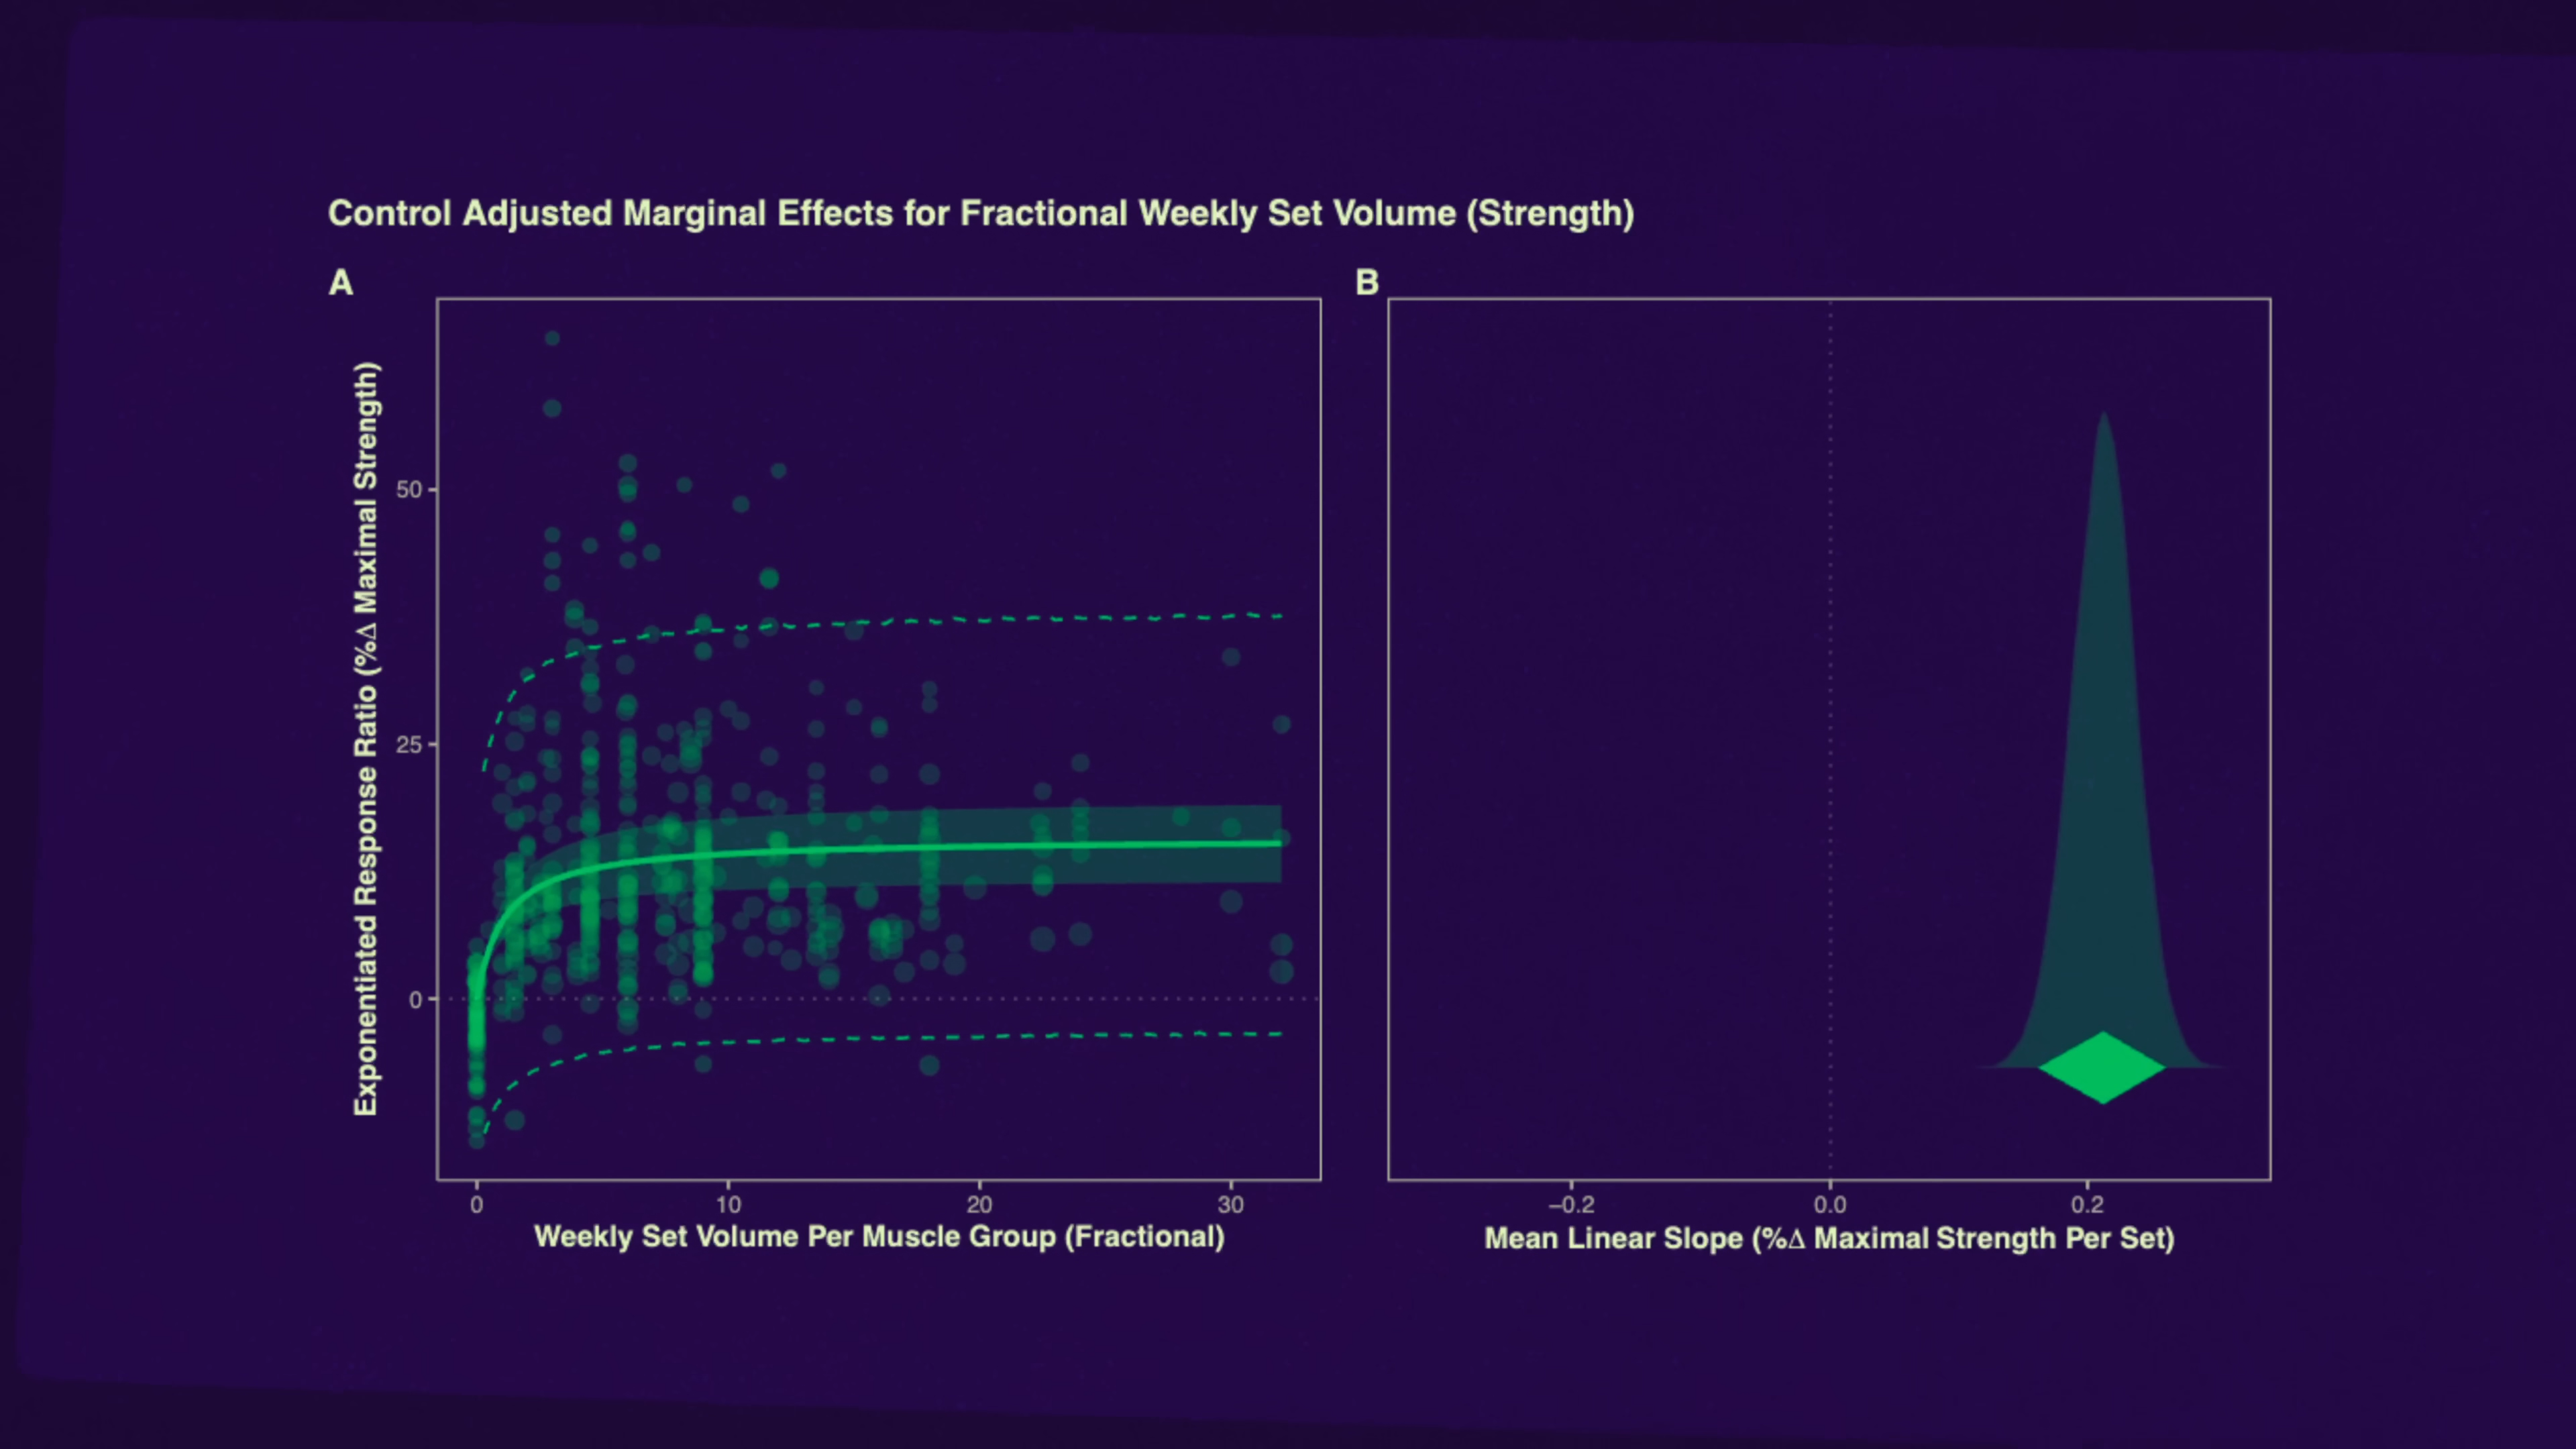 Control Adjusted Marginal Effects for Fractional Weekly Set Volume (Strength)
A
Exponentiated Response Ratio (%Δ Maximal Strength)
50
25
0
0 10 20 30
Weekly Set Volume Per Muscle Group (Fractional)
B
−0.2 0.0 0.2
Mean Linear Slope (%Δ Maximal Strength Per Set)